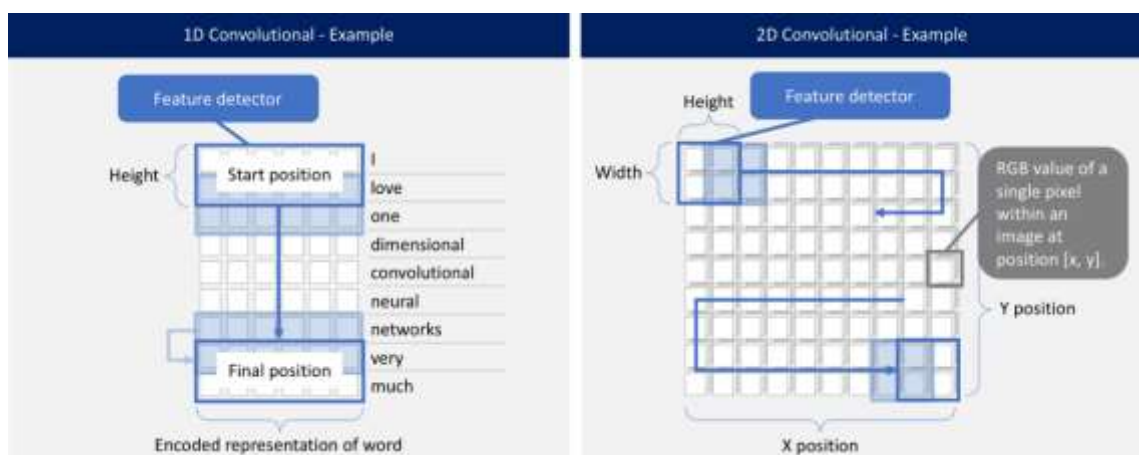 1D Convolutional - Example
Feature detector
Height
Start position
Final position
I
love
one
dimensional
convolutional
neural
networks
very
much
Encoded representation of word
2D Convolutional - Example
Height
Feature detector
Width
RGB value of a
single pixel
within an
image at
position [x, y].
Y position
X position